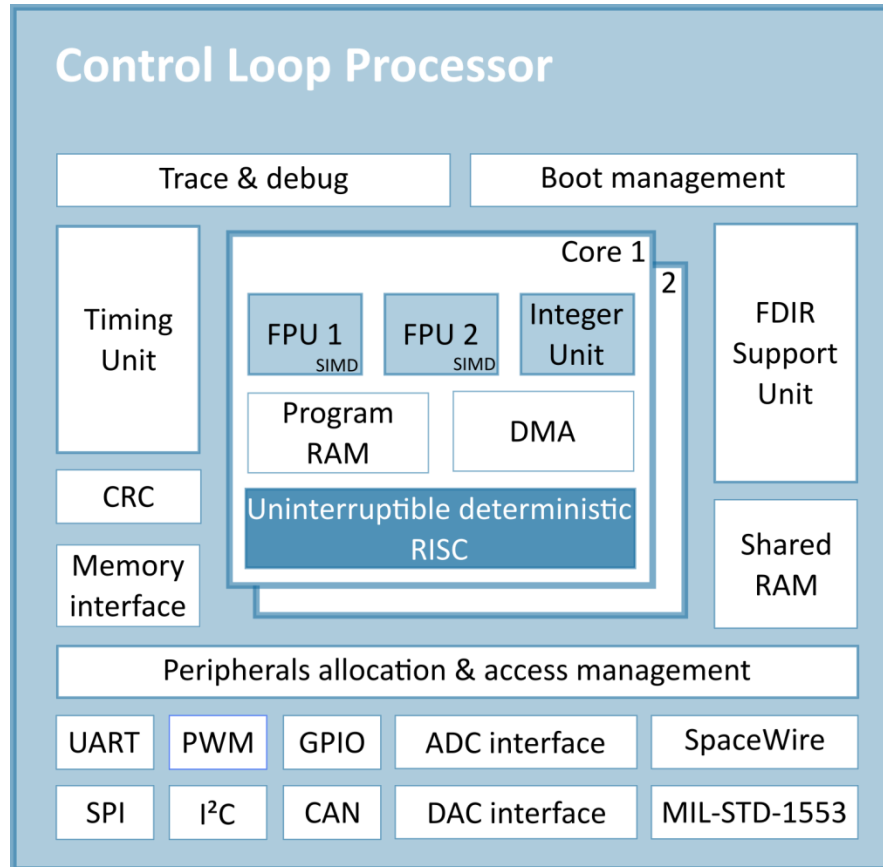 Control Loop Processor
Trace & debug
Boot management
Timing
Unit
Core 1
2
FPU 1
SIMD
FPU 2
SIMD
Integer
Unit
FDIR
Support
Unit
Program
RAM
DMA
CRC
Uninterruptible deterministic
RISC
Memory
interface
Shared
RAM
Peripherals allocation & access management
UART
PWM
GPIO
ADC interface
SpaceWire
SPI
I²C
CAN
DAC interface
MIL-STD-1553